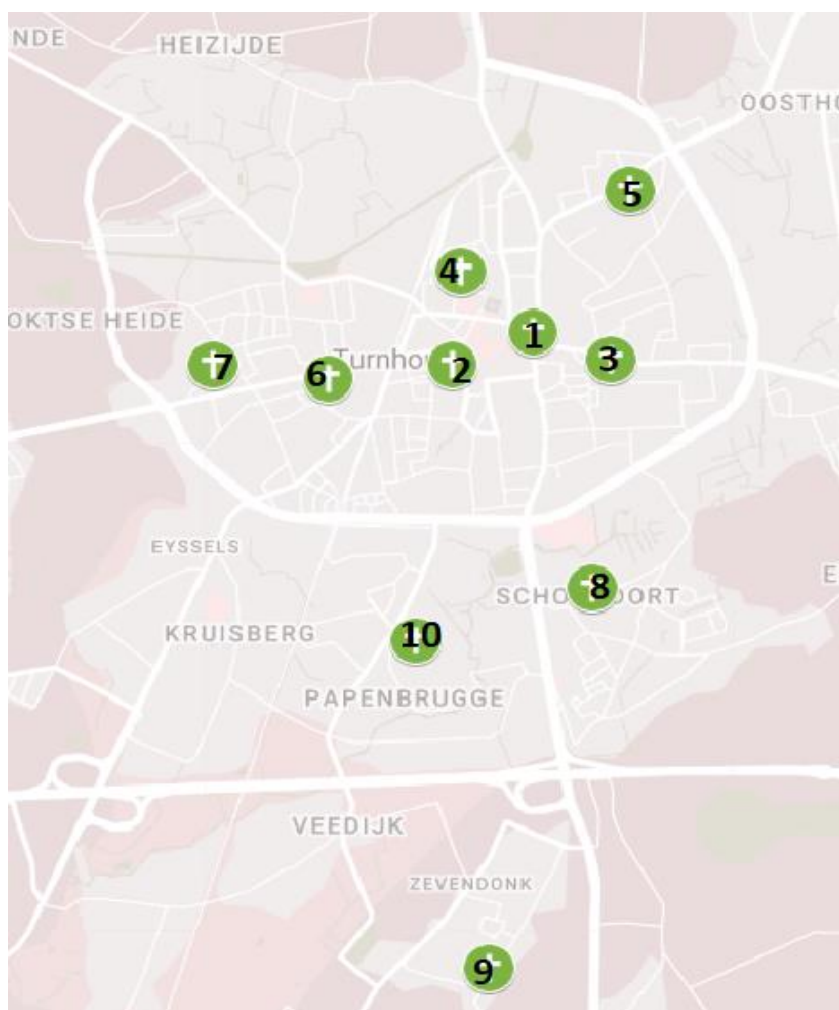 NDE
HEIZIJDE
OOSTHO
5
4
OKTSE HEIDE
1
7
6
Turnho
2
3
EYSSELS
E
8
SCHO
OORT
10
KRUISBERG
PAPENBRUGGE
VEEDIJK
ZEVENDONK
9